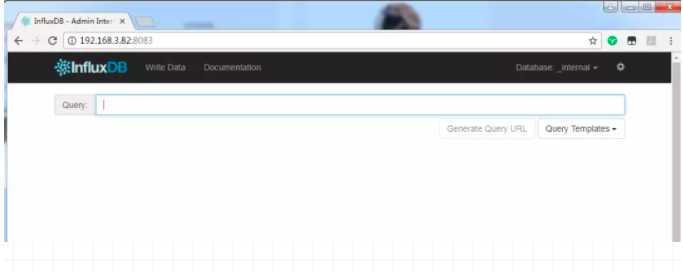 InfluxDB - Admin Inter
192.168.3.82:8083
InfluxDB Write Data Documentation Database: _internal
Query:
Generate Query URL Query Templates